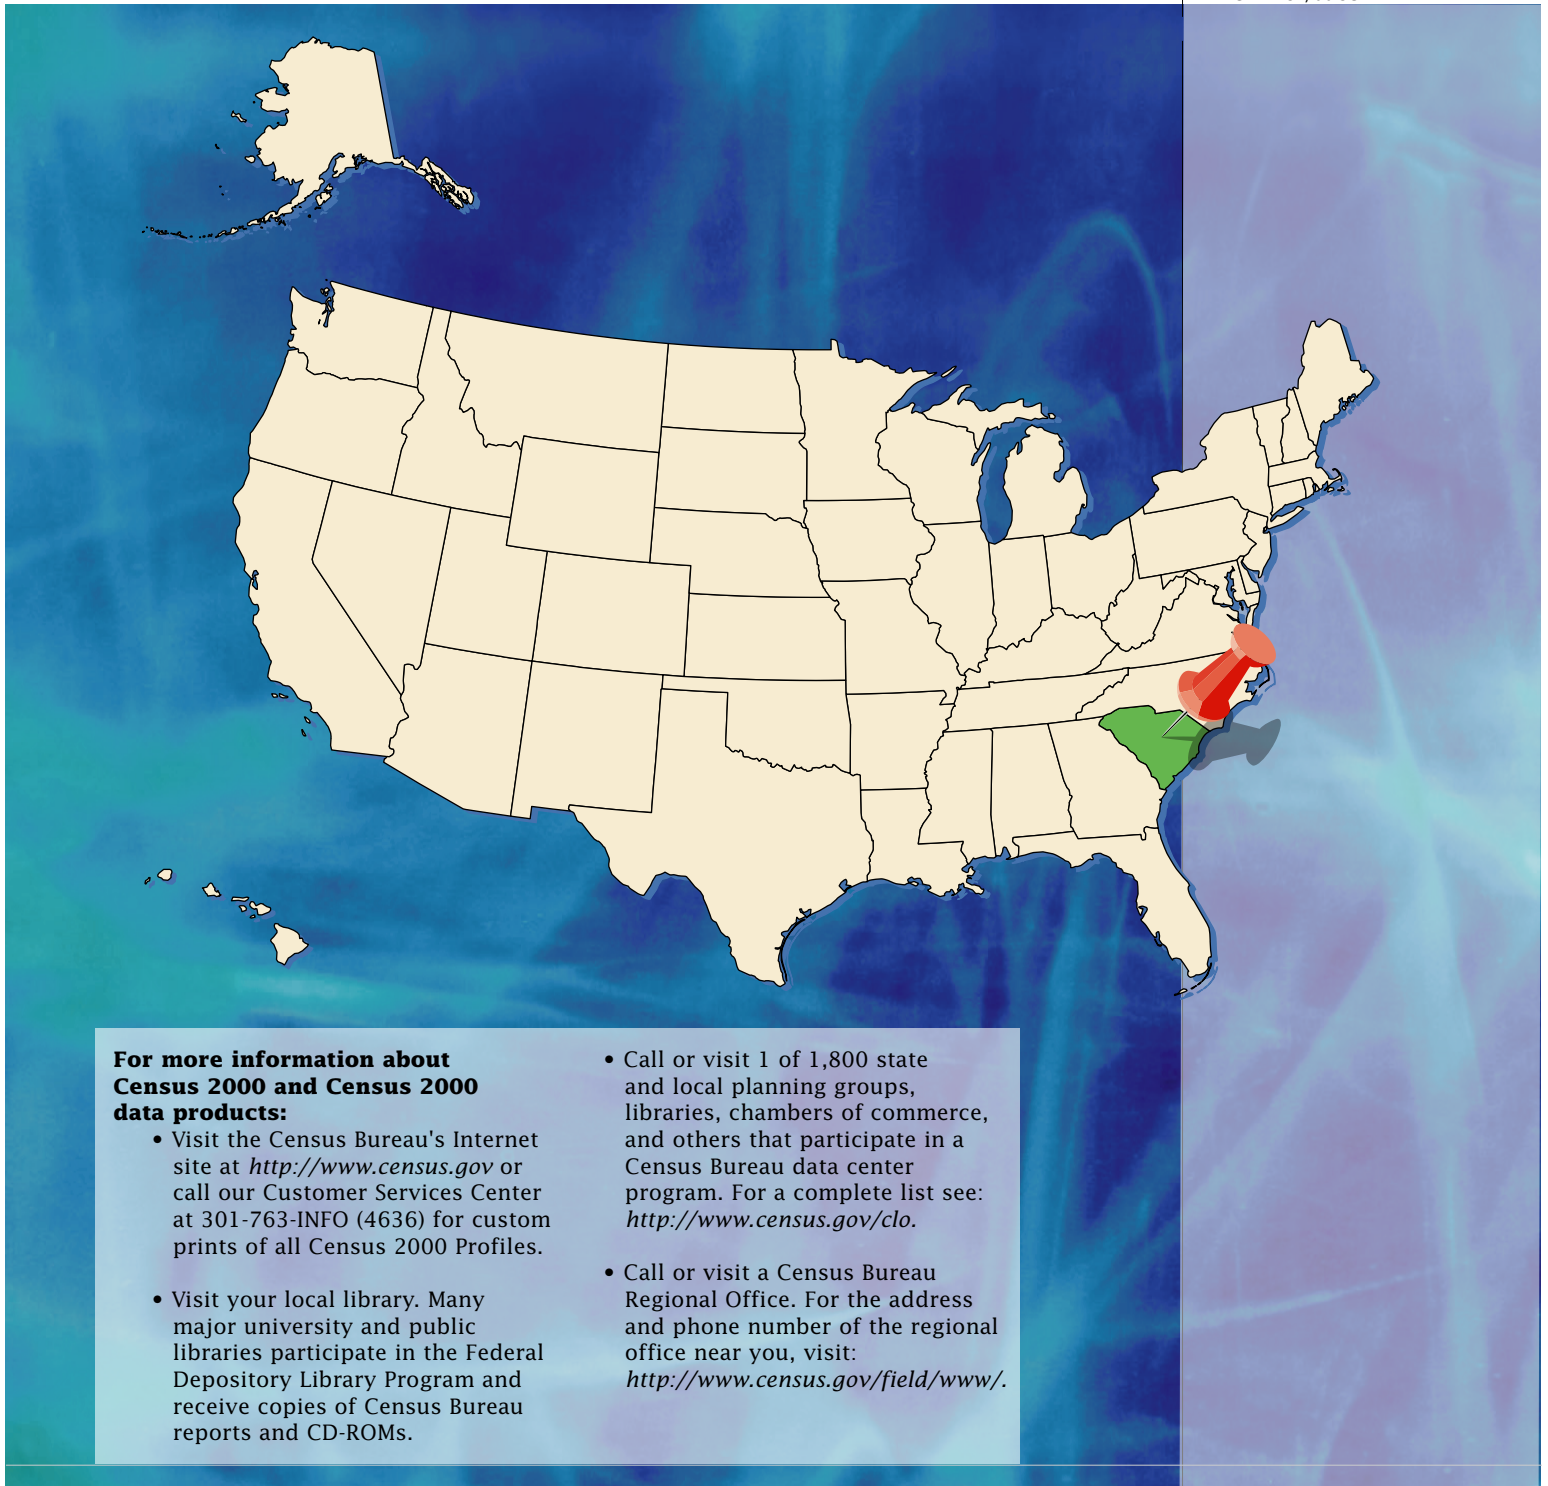 For more information about
Census 2000 and Census 2000
data products:
• Visit the Census Bureau's Internet
site at http://www.census.gov or
call our Customer Services Center
at 301-763-INFO (4636) for custom
prints of all Census 2000 Profiles.
• Visit your local library. Many
major university and public
libraries participate in the Federal
Depository Library Program and
receive copies of Census Bureau
reports and CD-ROMs.
• Call or visit 1 of 1,800 state
and local planning groups,
libraries, chambers of commerce,
and others that participate in a
Census Bureau data center
program. For a complete list see:
http://www.census.gov/clo.
• Call or visit a Census Bureau
Regional Office. For the address
and phone number of the regional
office near you, visit:
http://www.census.gov/field/www/.